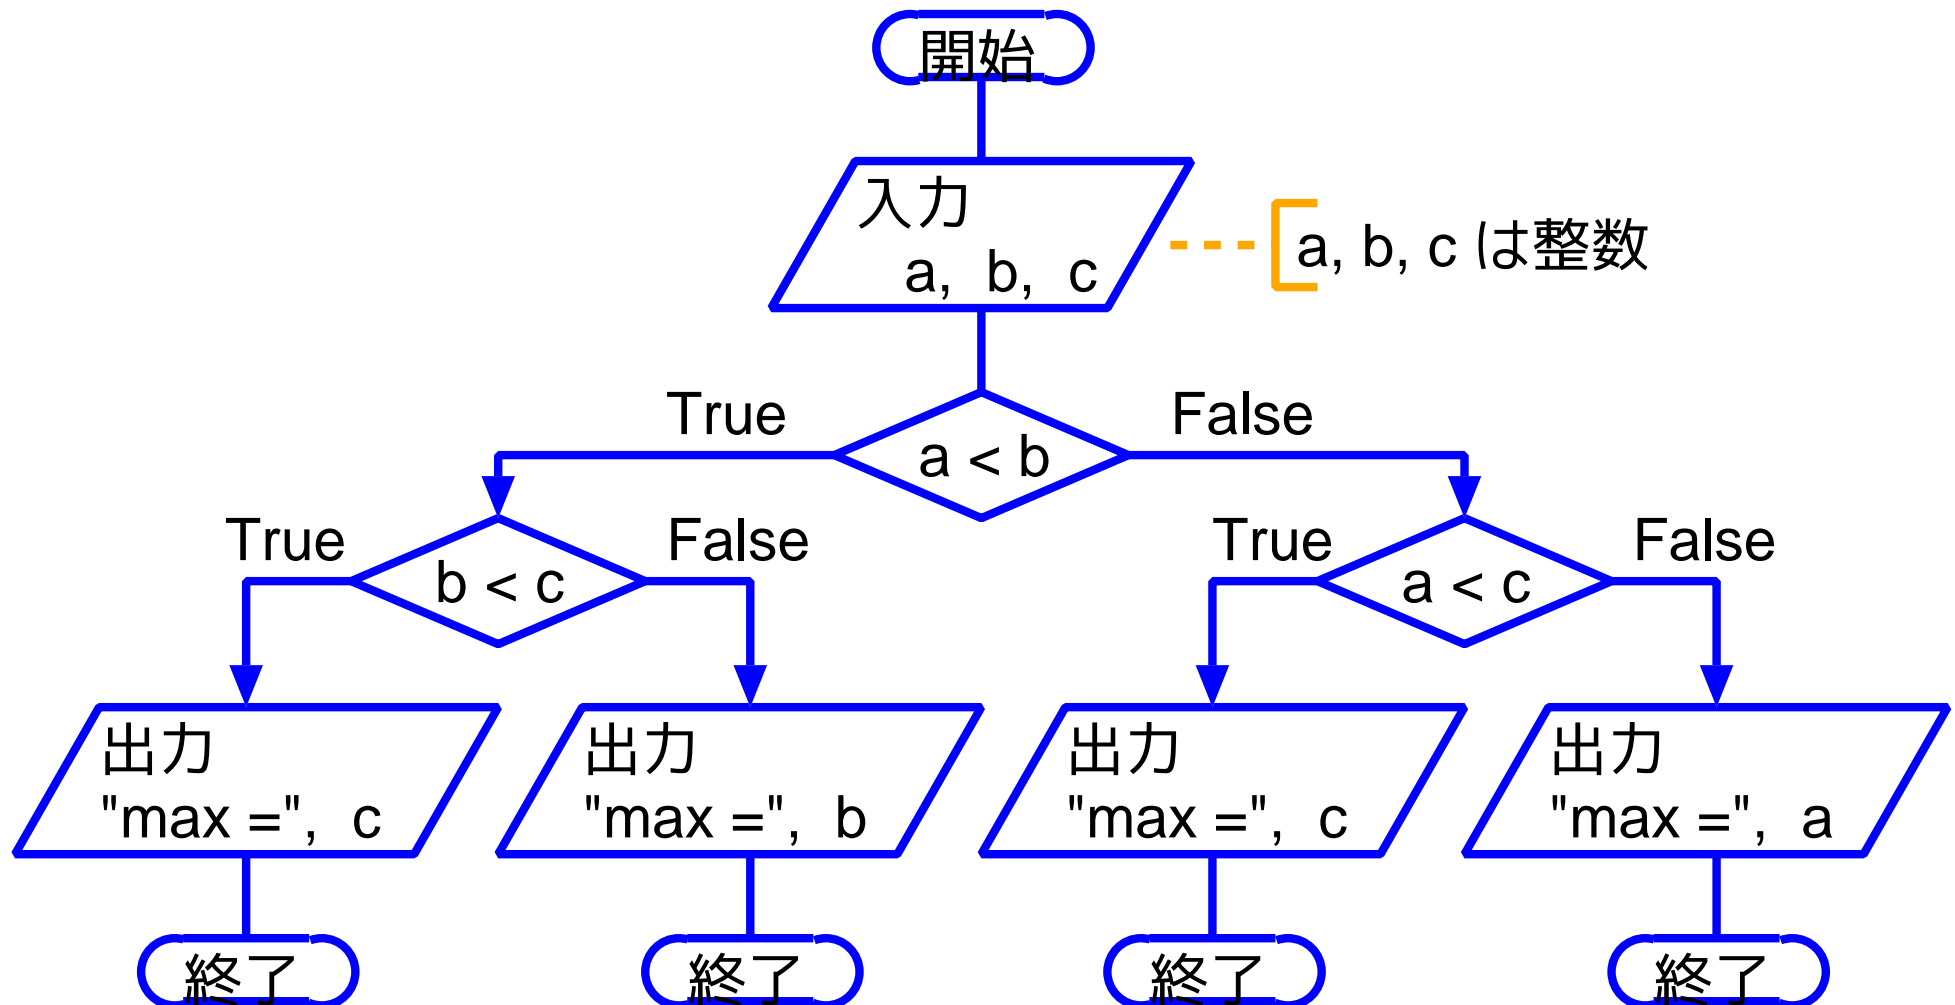 開始
入力
a, b, c
a, b, c は整数
True
False
a < b
True
False
True
False
b < c
a < c
出力
"max =", c
出力
"max =", b
出力
"max =", c
出力
"max =", a
終了
終了
終了
終了